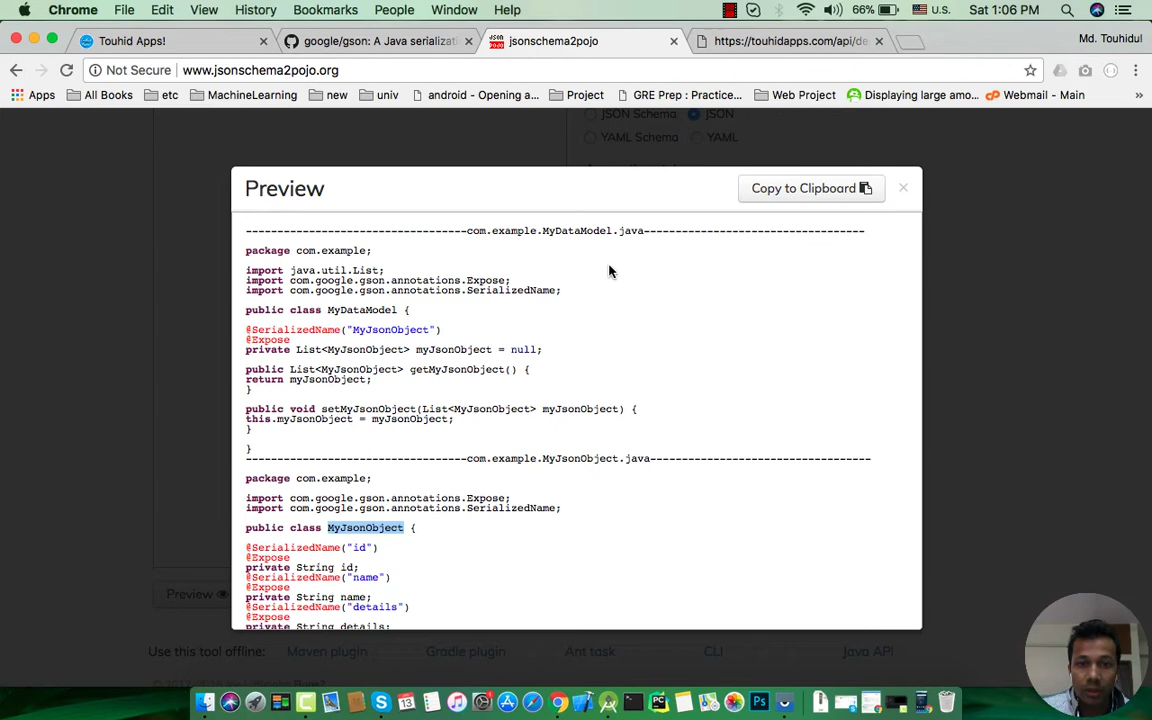 Chrome File Edit View History Bookmarks People Window Help 66% U.S. Sat 1:06 PM
Touhid Apps! google/gson: A Java serializati jsonschema2pojo https://touhidapps.com/api/de Md. Touhidul
Not Secure www.jsonschema2pojo.org
Apps All Books etc MachineLearning new univ android - Opening a... Project GRE Prep : Practice... Web Project Displaying large amo... Webmail - Main »
JSON Schema JSON
YAML Schema YAML
Preview Copy to Clipboard
-----------------------------------com.example.MyDataModel.java-----------------------------------
package com.example;
import java.util.List;
import com.google.gson.annotations.Expose;
import com.google.gson.annotations.SerializedName;
public class MyDataModel {
@SerializedName("MyJsonObject")
@Expose
private List<MyJsonObject> myJsonObject = null;
public List<MyJsonObject> getMyJsonObject() {
return myJsonObject;
}
public void setMyJsonObject(List<MyJsonObject> myJsonObject) {
this.myJsonObject = myJsonObject;
}
}
-----------------------------------com.example.MyJsonObject.java-----------------------------------
package com.example;
import com.google.gson.annotations.Expose;
import com.google.gson.annotations.SerializedName;
public class MyJsonObject {
@SerializedName("id")
@Expose
private String id;
@SerializedName("name")
@Expose
private String name;
@SerializedName("details")
@Expose
private String details;
Preview
Use this tool offline: Maven plugin Gradle plugin Ant task CLI Java API